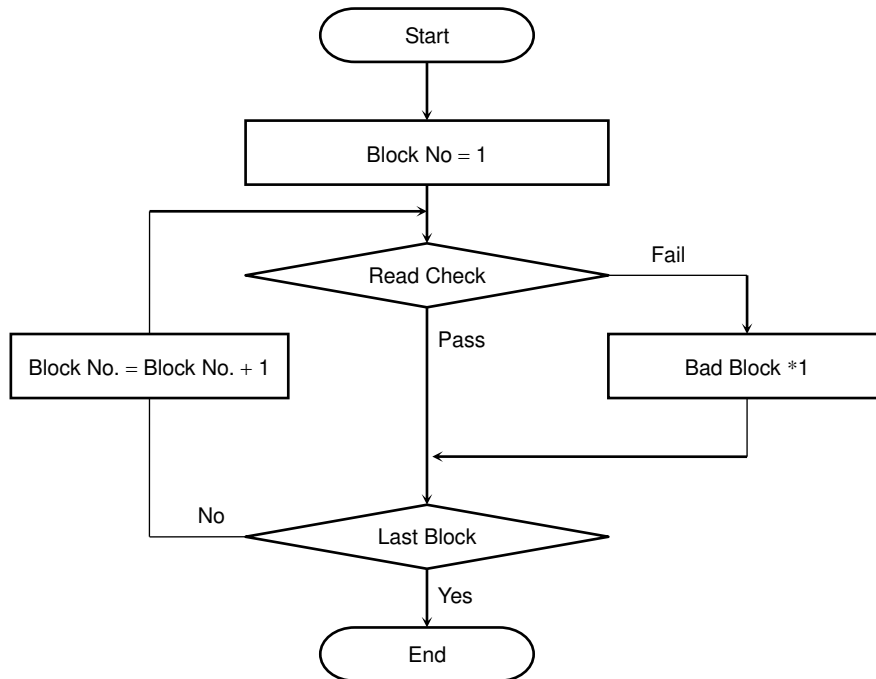 Start
Block No = 1
Read Check
Fail
Pass
Block No. = Block No. + 1
Bad Block *1
No
Last Block
Yes
End